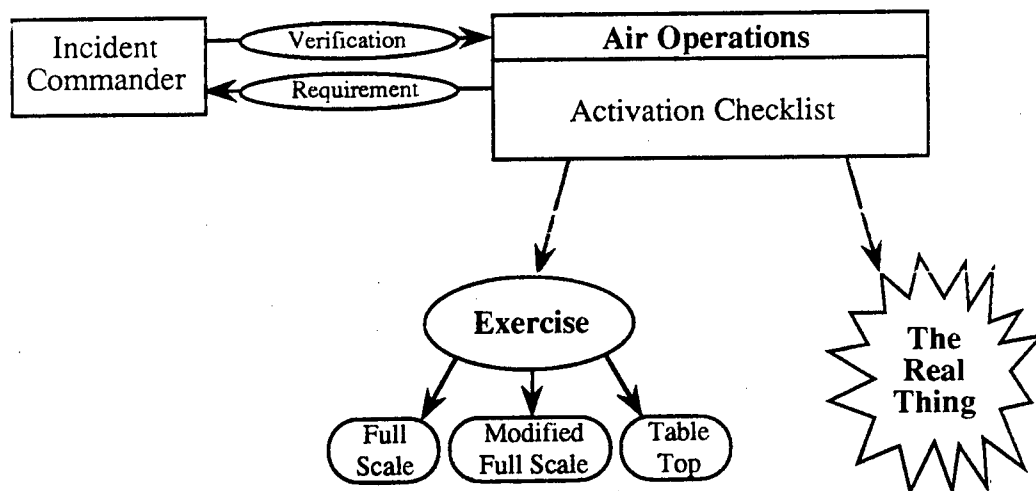 Incident
Commander
Verification
Requirement
Air Operations
Activation Checklist
Exercise
Full
Scale
Modified
Full Scale
Table
Top
The
Real
Thing